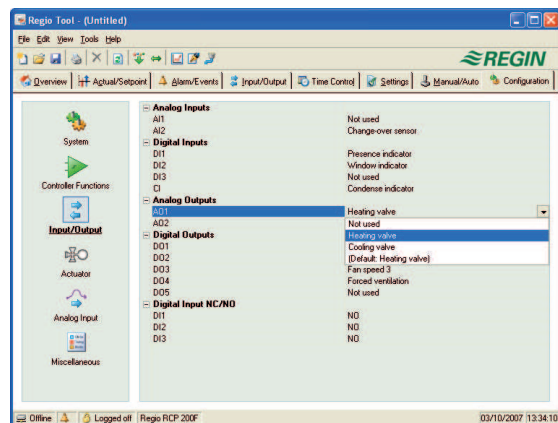 Regio Tool - (Untitled)
File Edit View Tools Help
REGIN
Overview Actual/Setpoint Alarm/Events Input/Output Time Control Settings Manual/Auto Configuration
System
Controller Functions
Input/Output
Actuator
Analog Input
Miscellaneous
Analog Inputs
AI1 Not used
AI2 Change-over sensor
Digital Inputs
DI1 Presence indicator
DI2 Window indicator
DI3 Not used
CI Condense indicator
Analog Outputs
AO1 Heating valve
AO2 Not used
Heating valve
Cooling valve
(Default: Heating valve)
Digital Outputs
DO1
DO2
DO3 Fan speed 3
DO4 Forced ventilation
DO5 Not used
Digital Input NC/NO
DI1 NO
DI2 NO
DI3 NO
Offline Logged off Regio RCP 200F 03/10/2007 13:34:10